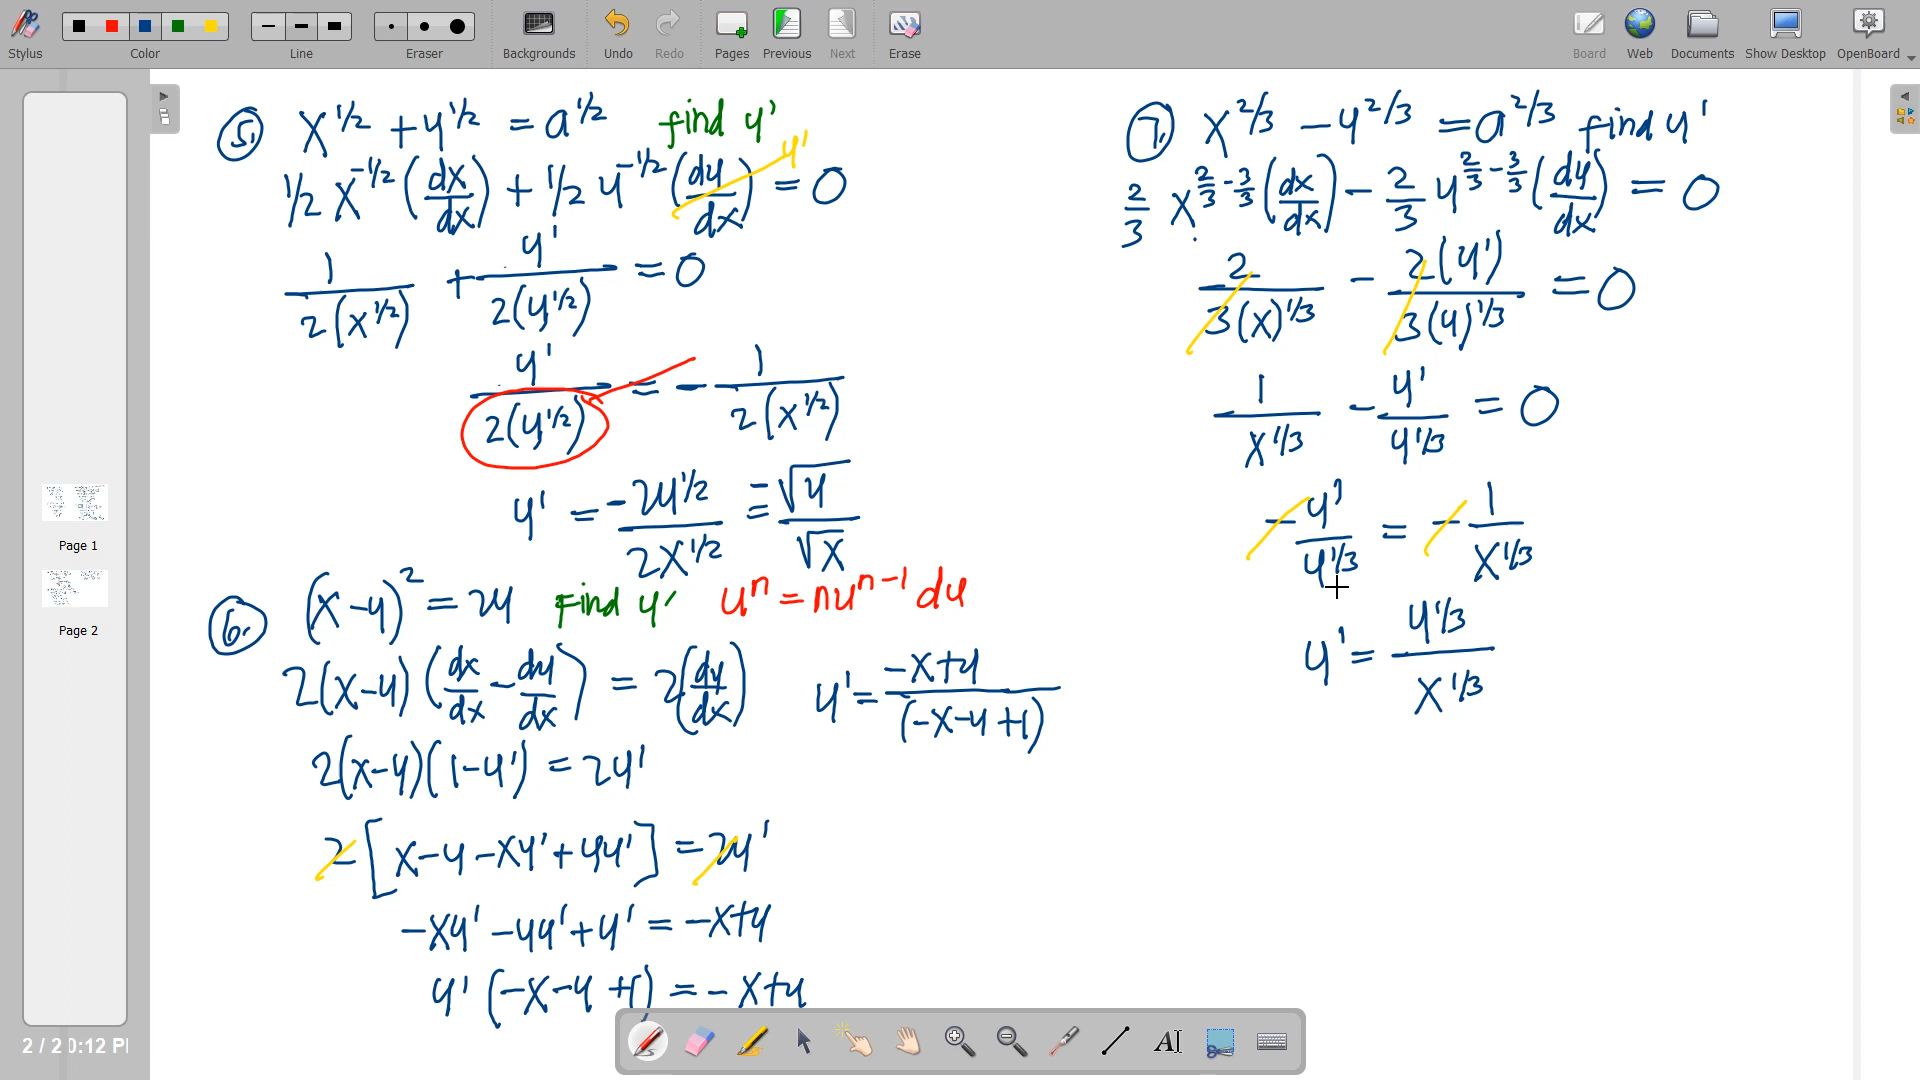 Stylus Color Line Eraser Backgrounds Undo Redo Pages Previous Next Erase Board Web Documents Show Desktop OpenBoard
Page 1
Page 2
2 / 2
5. x^1/2 + y^1/2 = a^1/2 find y'
1/2 x^-1/2 (dx/dx) + 1/2 y^-1/2 (dy/dx) = 0 y'
1/2(x^1/2) + y'/2(y^1/2) = 0
y'/2(y^1/2) = - 1/2(x^1/2)
y' = -2y^1/2/2x^1/2 = = √y/√x
6. (x-y)^2 = 2y Find y' u^n = nu^n-1 du
2(x-y)(dx/dx - dy/dx) = 2(dy/dx)
2(x-y)(1-y') = 2y'
2[x-y-xy'+yy'] = 2y'
-xy'-yy'+y' = -x+y
y'(-x-y+1) = -x+y
y' = -x+y/(-x-y+1)
7. x^2/3 - y^2/3 = a^2/3 find y'
2/3 x^2/3-3/3 (dx/dx) - 2/3 y^2/3-3/3 (dy/dx) = 0
2/3(x)^1/3 - 2(y')/3(y)^1/3 = 0
1/x^1/3 - y'/y^1/3 = 0
- y'/y^1/3 = - 1/x^1/3
y' = y^1/3/x^1/3